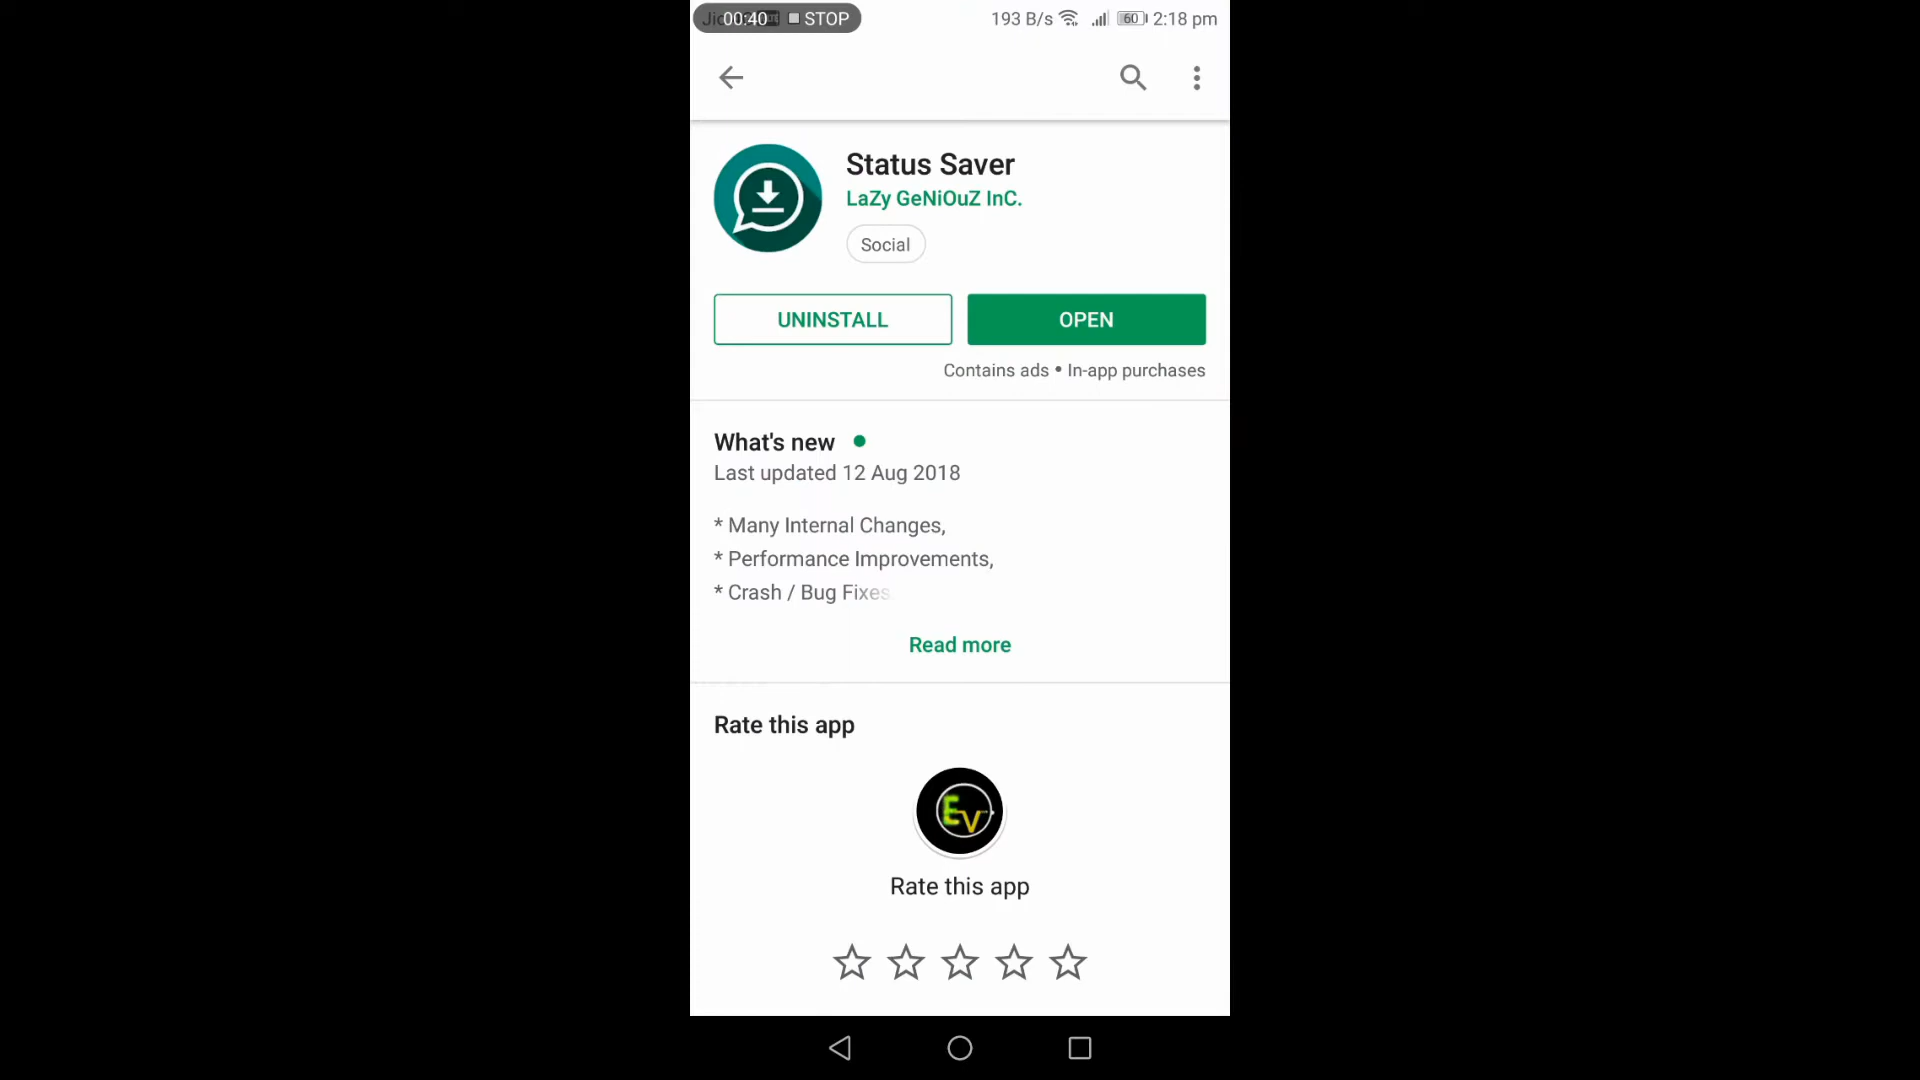 00:40 STOP 193 B/s 60 2:18 pm
Status Saver
LaZy GeNiOuZ InC.
Social
UNINSTALL OPEN
Contains ads • In-app purchases
What's new
Last updated 12 Aug 2018
* Many Internal Changes,
* Performance Improvements,
* Crash / Bug Fixes
Read more
Rate this app
EV
Rate this app